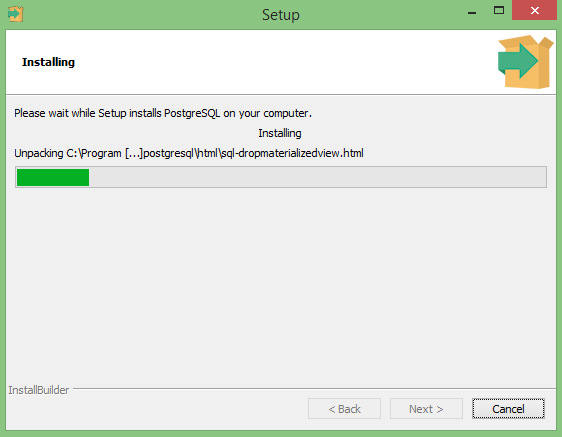 Setup
Installing
Please wait while Setup installs PostgreSQL on your computer.
Installing
Unpacking C:\Program [...]postgresql\html\sql-dropmaterializedview.html
InstallBuilder
< Back
Next >
Cancel